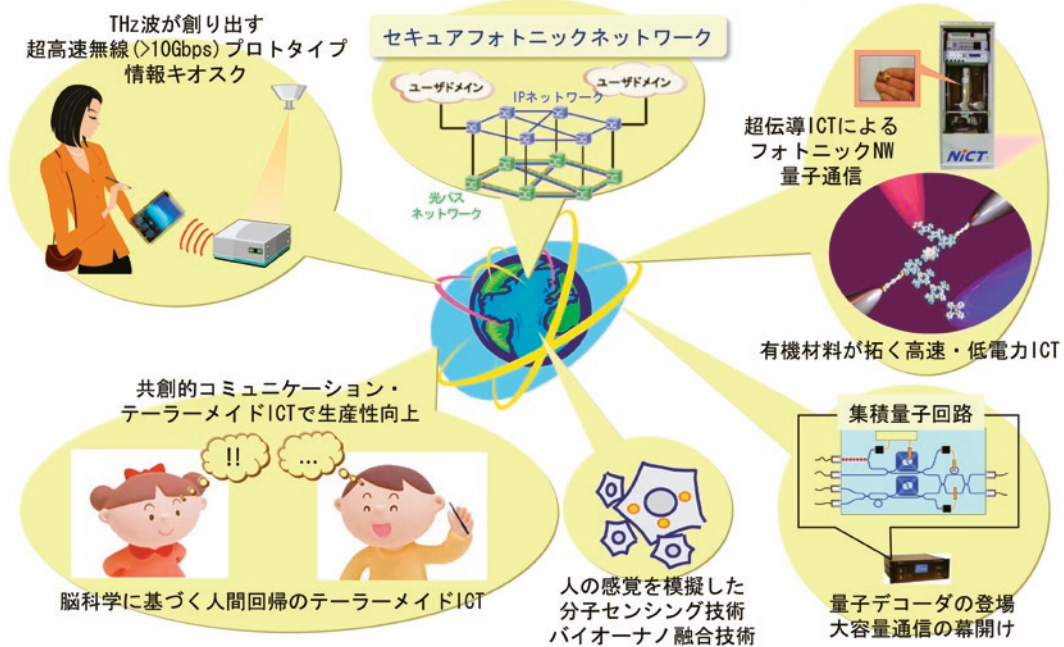 THz波が創り出す
超高速無線(>10Gbps)プロトタイプ
情報キオスク
セキュアフォトニックネットワーク
ユーザドメイン
ユーザドメイン
IPネットワーク
光パス
ネットワーク
超伝導ICTによる
フォトニックNW
量子通信
NiCT
有機材料が拓く高速・低電力ICT
共創的コミュニケーション・
テーラーメイドICTで生産性向上
!!
...
脳科学に基づく人間回帰のテーラーメイドICT
人の感覚を模擬した
分子センシング技術
バイオーナノ融合技術
集積量子回路
量子デコーダの登場
大容量通信の幕開け